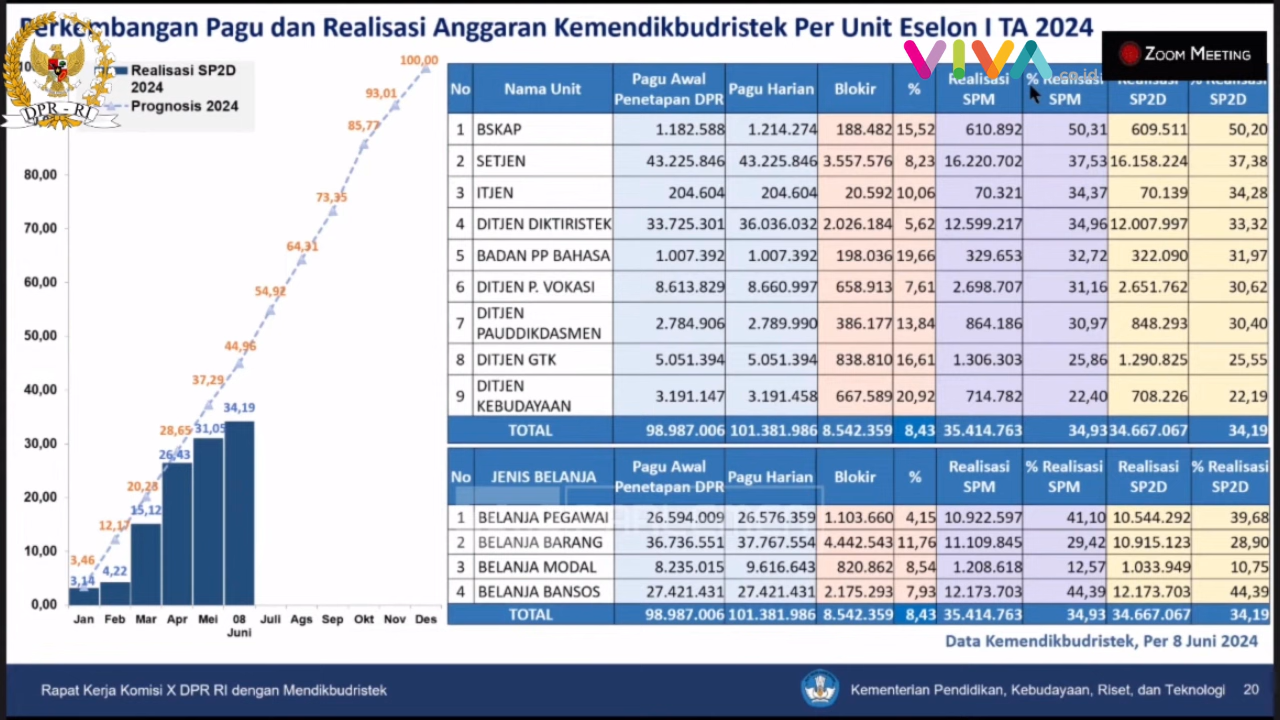 Perkembangan Pagu dan Realisasi Anggaran Kemendikbudristek Per Unit Eselon I TA 2024
DPR - RI
VIVA.co.id
ZOOM MEETING
Realisasi SP2D 2024
Prognosis 2024
80,00
70,00
60,00
50,00
40,00
30,00
20,00
10,00
0,00
3,46 12,17 20,23 28,65 37,29 44,96 54,92 64,31 73,35 85,77 93,01 100,00
3,14 4,22 15,12 26,43 31,05 34,19
Jan Feb Mar Apr Mei 08 Juni Juli Ags Sep Okt Nov Des
No Nama Unit Pagu Awal Penetapan DPR Pagu Harian Blokir % Realisasi SPM % Realisasi SPM Realisasi SP2D % Realisasi SP2D
1 BSKAP 1.182.588 1.214.274 188.482 15,52 610.892 50,31 609.511 50,20
2 SETJEN 43.225.846 43.225.846 3.557.576 8,23 16.220.702 37,53 16.158.224 37,38
3 ITJEN 204.604 204.604 20.592 10,06 70.321 34,37 70.139 34,28
4 DITJEN DIKTIRISTEK 33.725.301 36.036.032 2.026.184 5,62 12.599.217 34,96 12.007.997 33,32
5 BADAN PP BAHASA 1.007.392 1.007.392 198.036 19,66 329.653 32,72 322.090 31,97
6 DITJEN P. VOKASI 8.613.829 8.660.997 658.913 7,61 2.698.707 31,16 2.651.762 30,62
7 DITJEN PAUDDIKDASMEN 2.784.906 2.789.990 386.177 13,84 864.186 30,97 848.293 30,40
8 DITJEN GTK 5.051.394 5.051.394 838.810 16,61 1.306.303 25,86 1.290.825 25,55
9 DITJEN KEBUDAYAAN 3.191.147 3.191.458 667.589 20,92 714.782 22,40 708.226 22,19
TOTAL 98.987.006 101.381.986 8.542.359 8,43 35.414.763 34,93 34.667.067 34,19
No JENIS BELANJA Pagu Awal Penetapan DPR Pagu Harian Blokir % Realisasi SPM % Realisasi SPM Realisasi SP2D % Realisasi SP2D
1 BELANJA PEGAWAI 26.594.009 26.576.359 1.103.660 4,15 10.922.597 41,10 10.544.292 39,68
2 BELANJA BARANG 36.736.551 37.767.554 4.442.543 11,76 11.109.845 29,42 10.915.123 28,90
3 BELANJA MODAL 8.235.015 9.616.643 820.862 8,54 1.208.618 12,57 1.033.949 10,75
4 BELANJA BANSOS 27.421.431 27.421.431 2.175.293 7,93 12.173.703 44,39 12.173.703 44,39
TOTAL 98.987.006 101.381.986 8.542.359 8,43 35.414.763 34,93 34.667.067 34,19
Data Kemendikbudristek, Per 8 Juni 2024
Rapat Kerja Komisi X DPR RI dengan Mendikbudristek
Kementerian Pendidikan, Kebudayaan, Riset, dan Teknologi 20